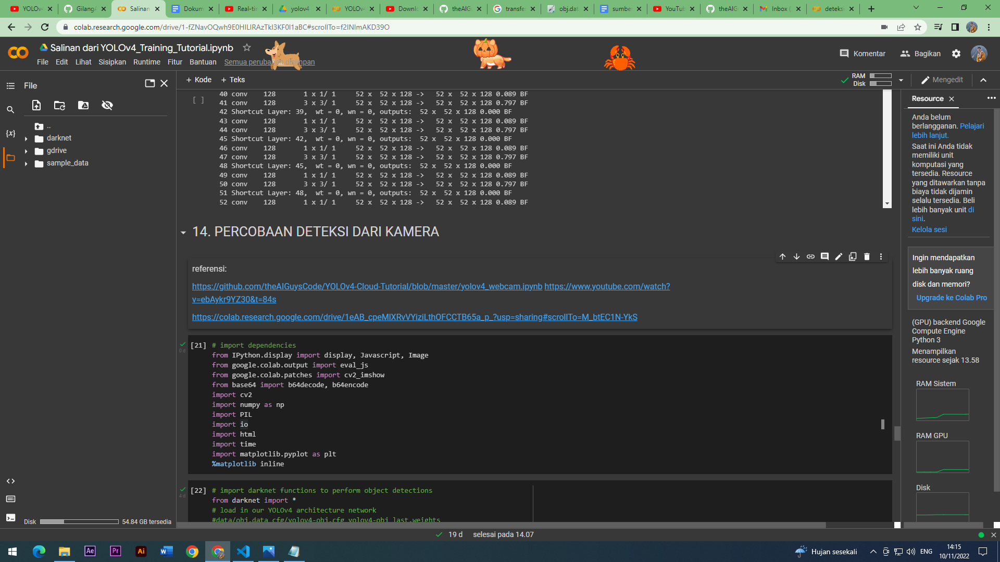 YOLOv
GilangA
Salinan
Dokum
Real-tin
yolov4
YOLOv
Downlo
theAIG
transfe
obj.dat
sumber
YouTub
theAIG
Inbox (
deteksi
colab.research.google.com/drive/1-fZNavOQwh9E0HILIRAzTkI3KF0I1aBC#scrollTo=f2INImAKD39O
Salinan dari YOLOv4_Training_Tutorial.ipynb
File Edit Lihat Sisipkan Runtime Fitur Bantuan Semua perubahan disimpan
Komentar Bagikan
File
+ Kode + Teks
RAM
Disk
Mengedit
..
darknet
gdrive
sample_data
Disk 54.84 GB tersedia
[ ]
40 conv 128 1 x 1/ 1 52 x 52 x 128 -> 52 x 52 x 128 0.089 BF
41 conv 128 3 x 3/ 1 52 x 52 x 128 -> 52 x 52 x 128 0.797 BF
42 Shortcut Layer: 39, wt = 0, wn = 0, outputs: 52 x 52 x 128 0.000 BF
43 conv 128 1 x 1/ 1 52 x 52 x 128 -> 52 x 52 x 128 0.089 BF
44 conv 128 3 x 3/ 1 52 x 52 x 128 -> 52 x 52 x 128 0.797 BF
45 Shortcut Layer: 42, wt = 0, wn = 0, outputs: 52 x 52 x 128 0.000 BF
46 conv 128 1 x 1/ 1 52 x 52 x 128 -> 52 x 52 x 128 0.089 BF
47 conv 128 3 x 3/ 1 52 x 52 x 128 -> 52 x 52 x 128 0.797 BF
48 Shortcut Layer: 45, wt = 0, wn = 0, outputs: 52 x 52 x 128 0.000 BF
49 conv 128 1 x 1/ 1 52 x 52 x 128 -> 52 x 52 x 128 0.089 BF
50 conv 128 3 x 3/ 1 52 x 52 x 128 -> 52 x 52 x 128 0.797 BF
51 Shortcut Layer: 48, wt = 0, wn = 0, outputs: 52 x 52 x 128 0.000 BF
52 conv 128 1 x 1/ 1 52 x 52 x 128 -> 52 x 52 x 128 0.089 BF
14. PERCOBAAN DETEKSI DARI KAMERA
referensi:
https://github.com/theAIGuysCode/YOLOv4-Cloud-Tutorial/blob/master/yolov4_webcam.ipynb https://www.youtube.com/watch?
v=ebAykr9YZ30&t=84s
https://colab.research.google.com/drive/1eAB_cpeMlXRvVYiziLthOFCCTB65a_p_?usp=sharing#scrollTo=M_btEC1N-YkS
0 d
[21] # import dependencies
from IPython.display import display, Javascript, Image
from google.colab.output import eval_js
from google.colab.patches import cv2_imshow
from base64 import b64decode, b64encode
import cv2
import numpy as np
import PIL
import io
import html
import time
import matplotlib.pyplot as plt
%matplotlib inline
4 d
[22] # import darknet functions to perform object detections
from darknet import *
# load in our YOLOv4 architecture network
#data/obj.data cfg/yolov4-obj.cfg yolov4-obj_last.weights
Resource
Anda belum
berlangganan. Pelajari
lebih lanjut.
Saat ini Anda tidak
memiliki unit
komputasi yang
tersedia. Resource
yang ditawarkan tanpa
biaya tidak dijamin
selalu tersedia. Beli
lebih banyak unit di
sini.
Kelola sesi
Ingin mendapatkan
lebih banyak ruang
disk dan memori?
Upgrade ke Colab Pro
(GPU) backend Google
Compute Engine
Python 3
Menampilkan
resource sejak 13.58
RAM Sistem
RAM GPU
Disk
19 d selesai pada 14.07
Ae
Pr
Ai
W
Hujan sesekali
ENG
14:15
10/11/2022